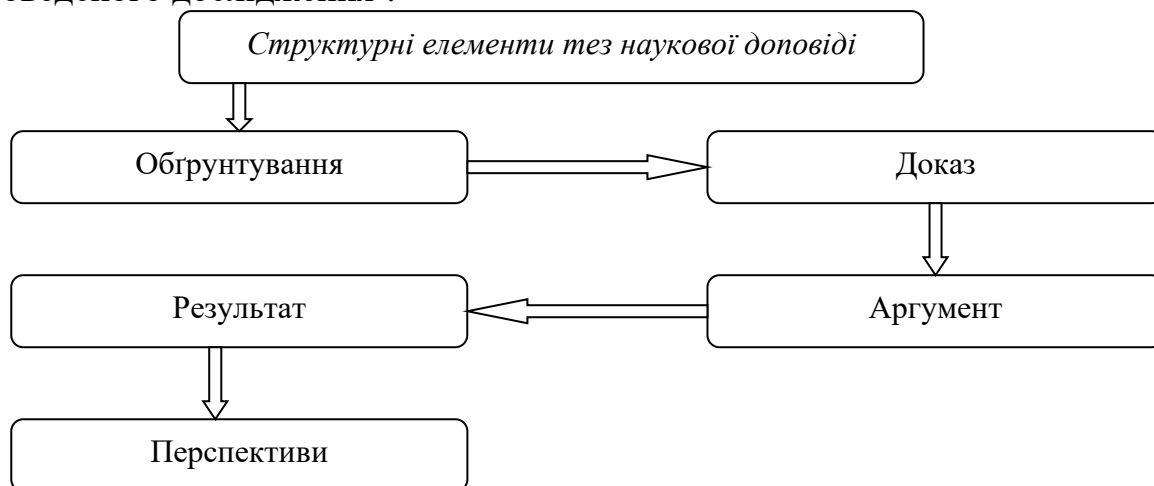 Структурні елементи тез наукової доповіді
Обґрунтування
Доказ
Результат
Аргумент
Перспективи